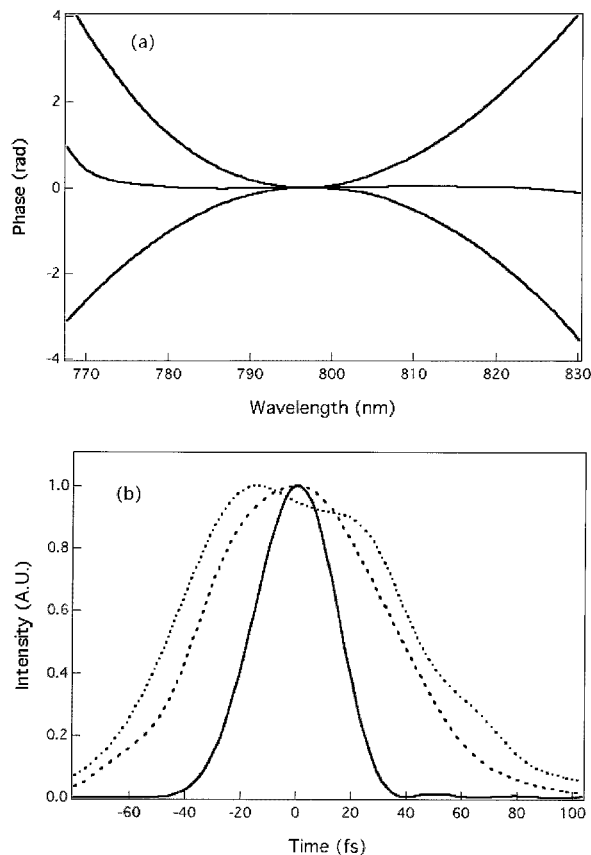 (a)
4
2
0
-2
-4
Phase (rad)
770 780 790 800 810 820 830
Wavelength (nm)
(b)
1.0
0.8
0.6
0.4
0.2
0.0
Intensity (A.U.)
-60 -40 -20 0 20 40 60 80 100
Time (fs)